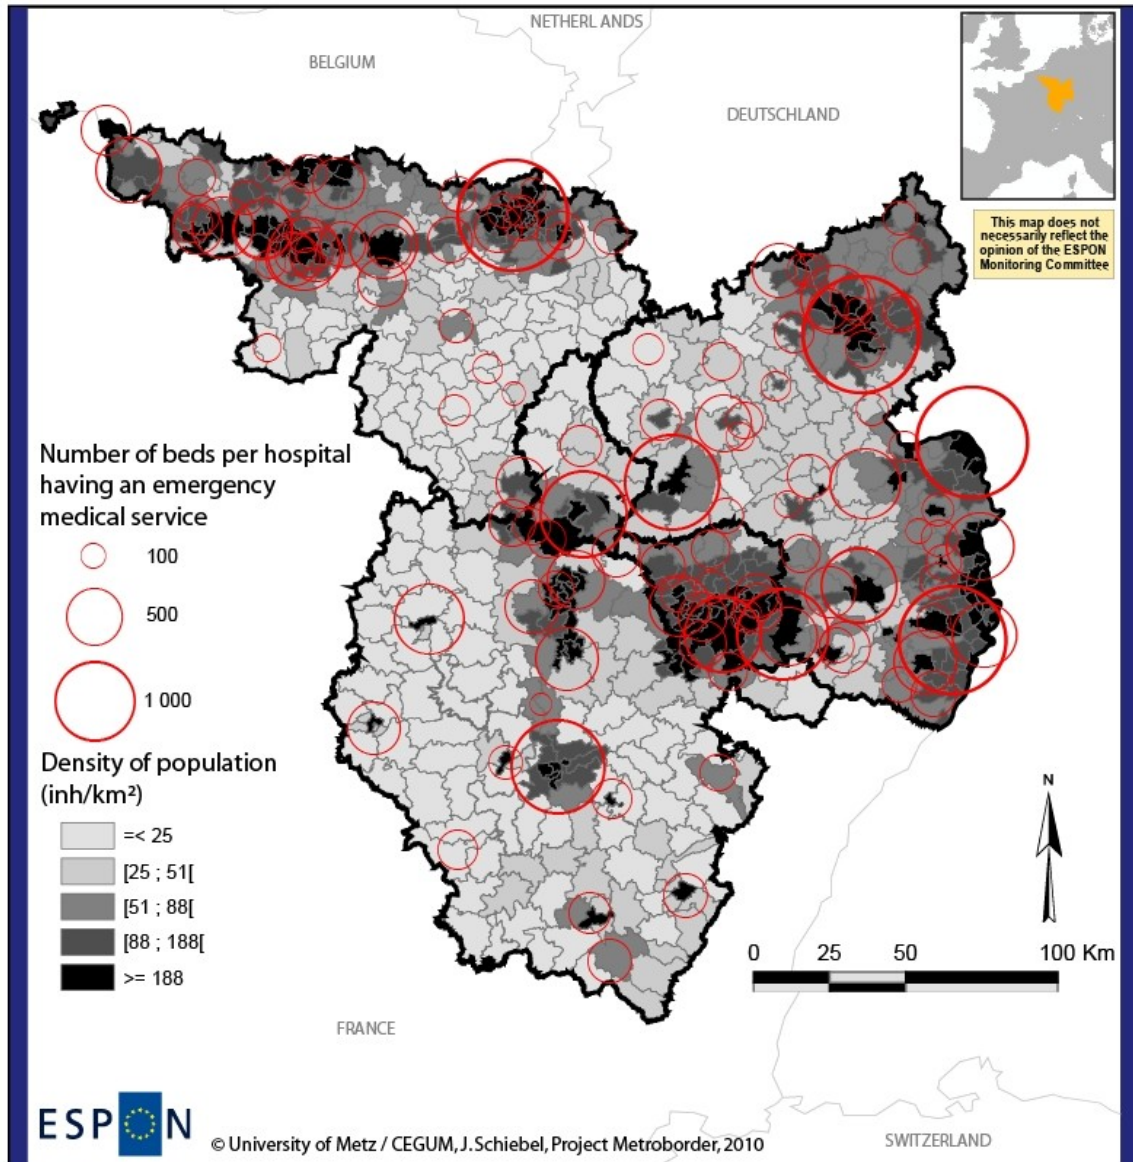 NETHERLANDS
BELGIUM
DEUTSCHLAND
This map does not
necessarily reflect the
opinion of the ESPON
Monitoring Committee
Number of beds per hospital
having an emergency
medical service
100
500
1 000
Density of population
(inh/km²)
=< 25
[25 ; 51[
[51 ; 88[
[88 ; 188[
>= 188
N
0 25 50 100 Km
FRANCE
ESPON
© University of Metz / CEGUM, J. Schiebel, Project Metroborder, 2010
SWITZERLAND